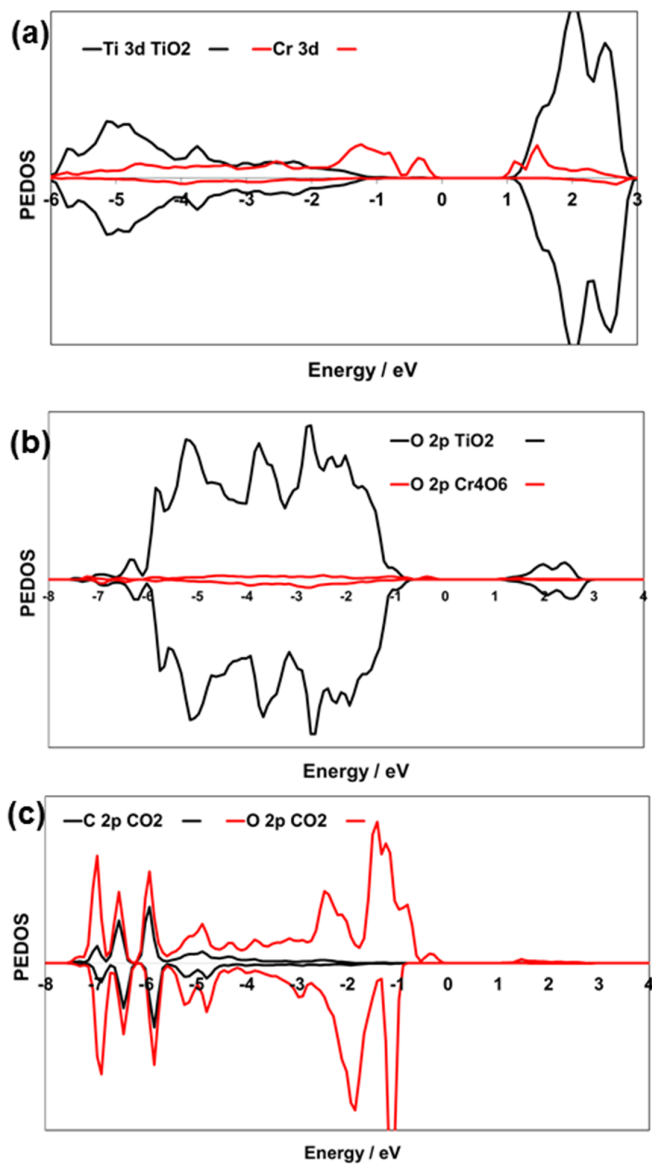 (a)
Ti 3d TiO2 Cr 3d
PEDOS
-6 -5 -4 -3 -2 -1 0 1 2 3
Energy / eV
(b)
O 2p TiO2
O 2p Cr4O6
PEDOS
-8 -7 -6 -5 -4 -3 -2 -1 0 1 2 3 4
Energy / eV
(c)
C 2p CO2 O 2p CO2
PEDOS
-8 -7 -6 -5 -4 -3 -2 -1 0 1 2 3 4
Energy / eV